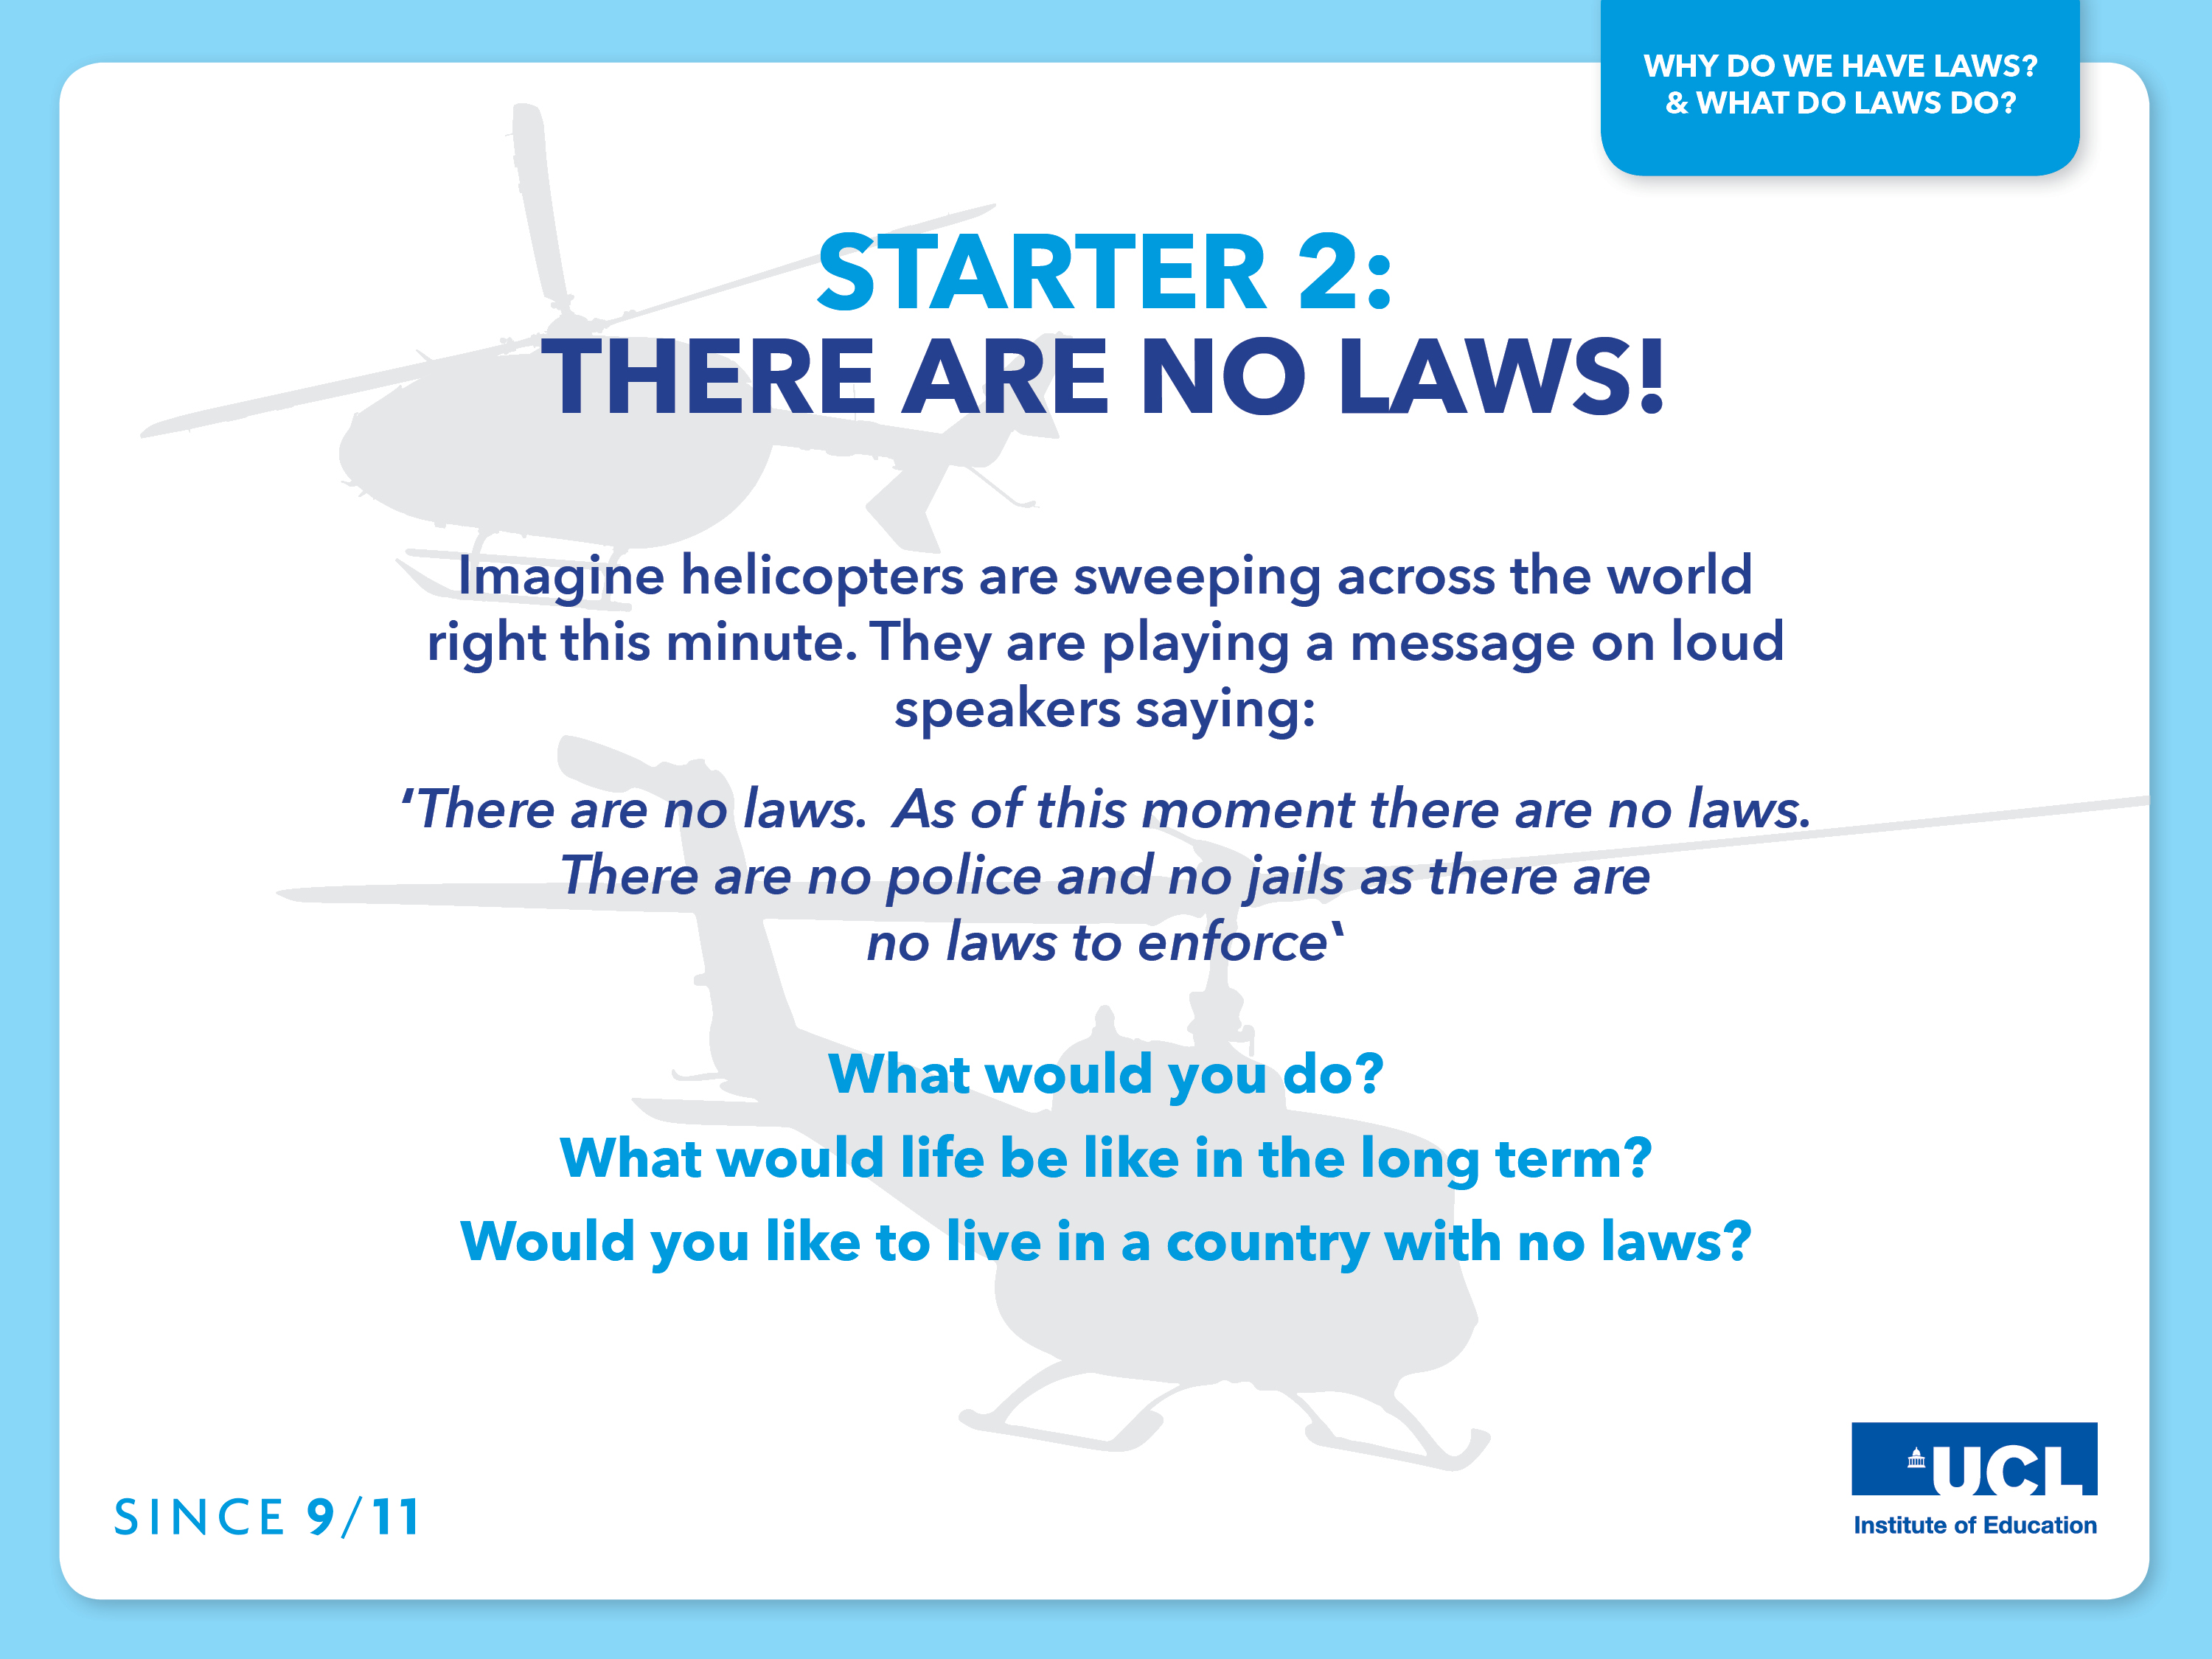 WHY DO WE HAVE LAWS?
& WHAT DO LAWS DO?
STARTER 2:
THERE ARE NO LAWS!
Imagine helicopters are sweeping across the world
right this minute. They are playing a message on loud
speakers saying:
‘There are no laws.  As of this moment there are no laws.
There are no police and no jails as there are
no laws to enforce‛
What would you do?
What would life be like in the long term?
Would you like to live in a country with no laws?
SINCE 9/11
UCL
Institute of Education